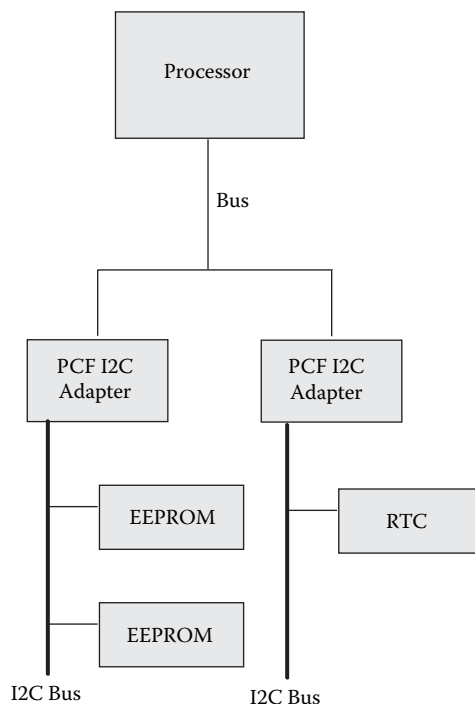 Processor
Bus
PCF I2C
Adapter
PCF I2C
Adapter
EEPROM
RTC
EEPROM
I2C Bus
I2C Bus